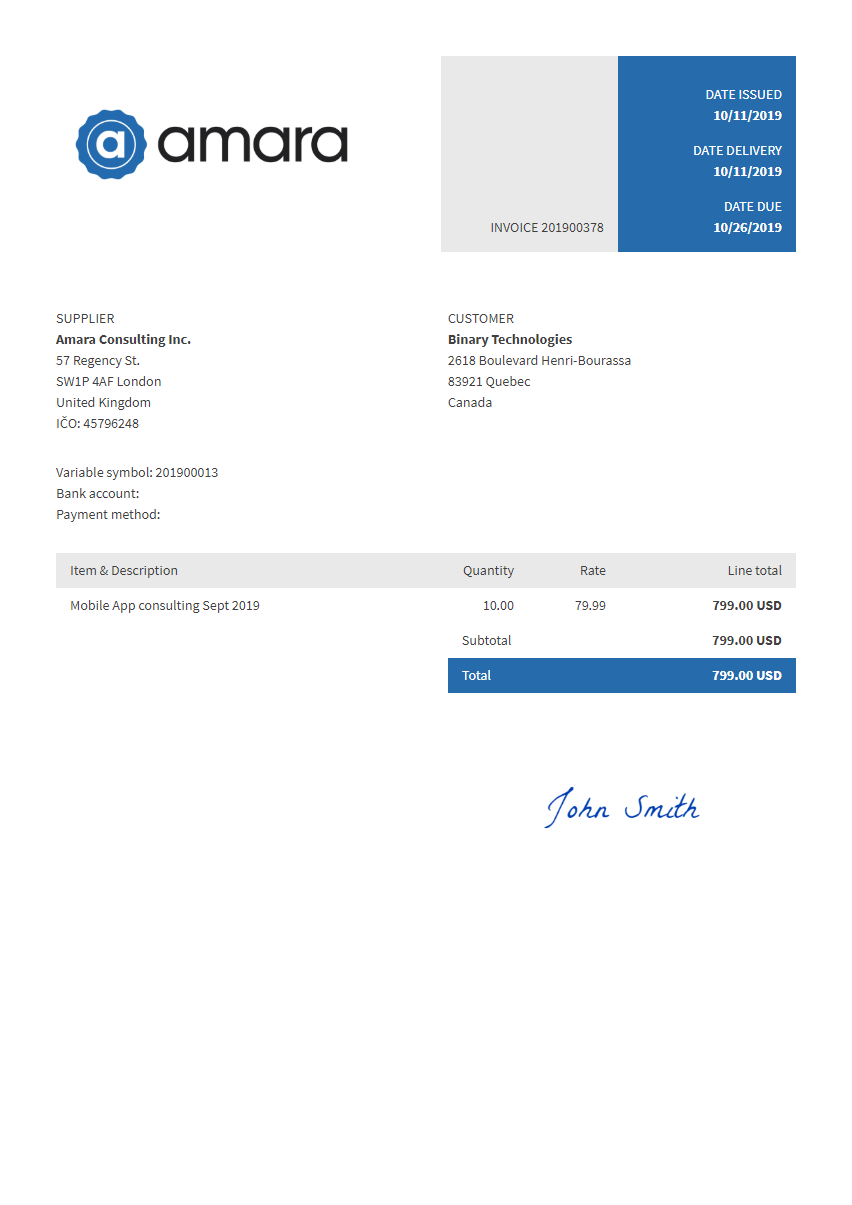 amara
INVOICE 201900378
DATE ISSUED
10/11/2019
DATE DELIVERY
10/11/2019
DATE DUE
10/26/2019
SUPPLIER
Amara Consulting Inc.
57 Regency St.
SW1P 4AF London
United Kingdom
IČO: 45796248
CUSTOMER
Binary Technologies
2618 Boulevard Henri-Bourassa
83921 Quebec
Canada
Variable symbol: 201900013
Bank account:
Payment method:
Item & Description Quantity Rate Line total
Mobile App consulting Sept 2019 10.00 79.99 799.00 USD
Subtotal 799.00 USD
Total 799.00 USD
John Smith